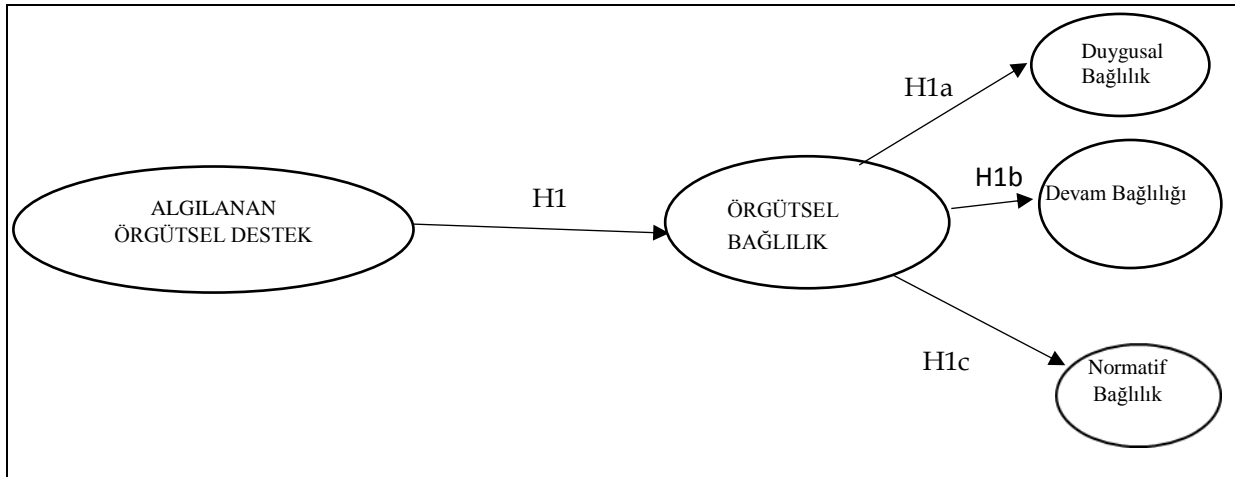 ALGILANAN
ÖRGÜTSEL DESTEK
H1
ÖRGÜTSEL
BAĞLILIK
H1a
Duygusal
Bağlılık
H1b
Devam Bağlılığı
H1c
Normatif
Bağlılık